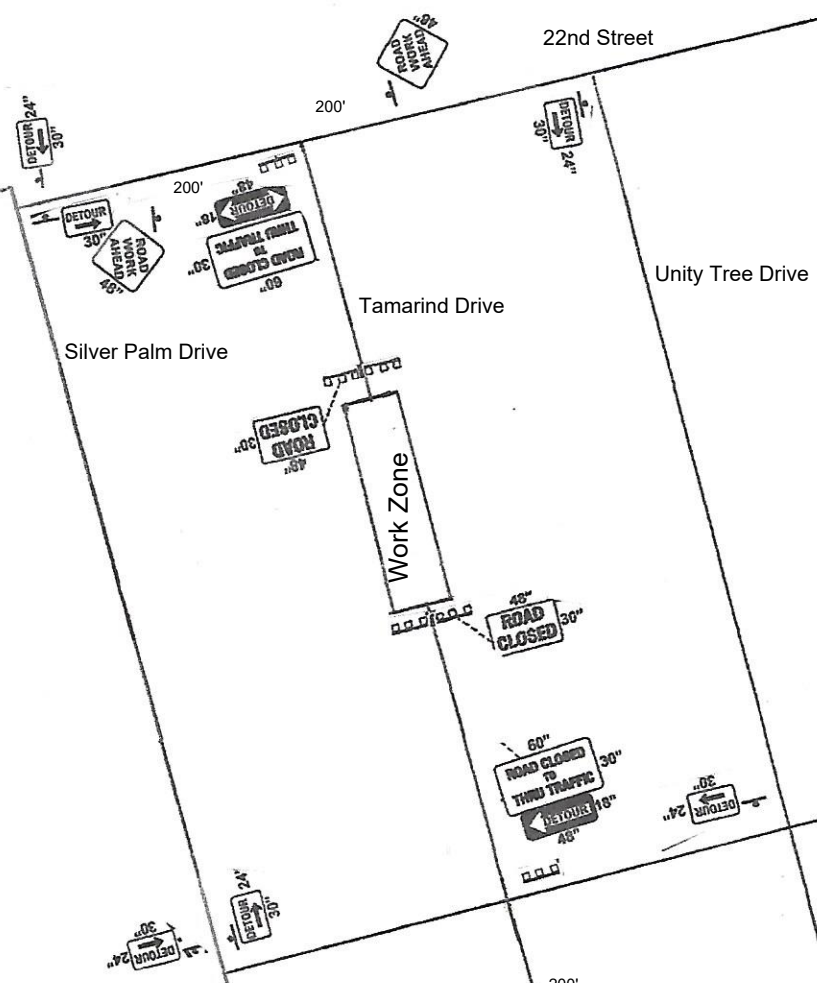 22nd Street
48"
ROAD
WORK
AHEAD
200'
DETOUR
24"
30"
DETOUR
30"
24"
200'
DETOUR
30"
ROAD
WORK
AHEAD
48"
48"
DETOUR
18"
ROAD CLOSED
TO
THRU TRAFFIC
30"
60"
Unity Tree Drive
Tamarind Drive
Silver Palm Drive
ROAD
CLOSED
30"
48"
Work Zone
48"
ROAD
CLOSED
30"
60"
ROAD CLOSED
TO
THRU TRAFFIC
30"
DETOUR
18"
48"
30"
DETOUR
24"
DETOUR
24'
30"
30"
DETOUR
24"
200'